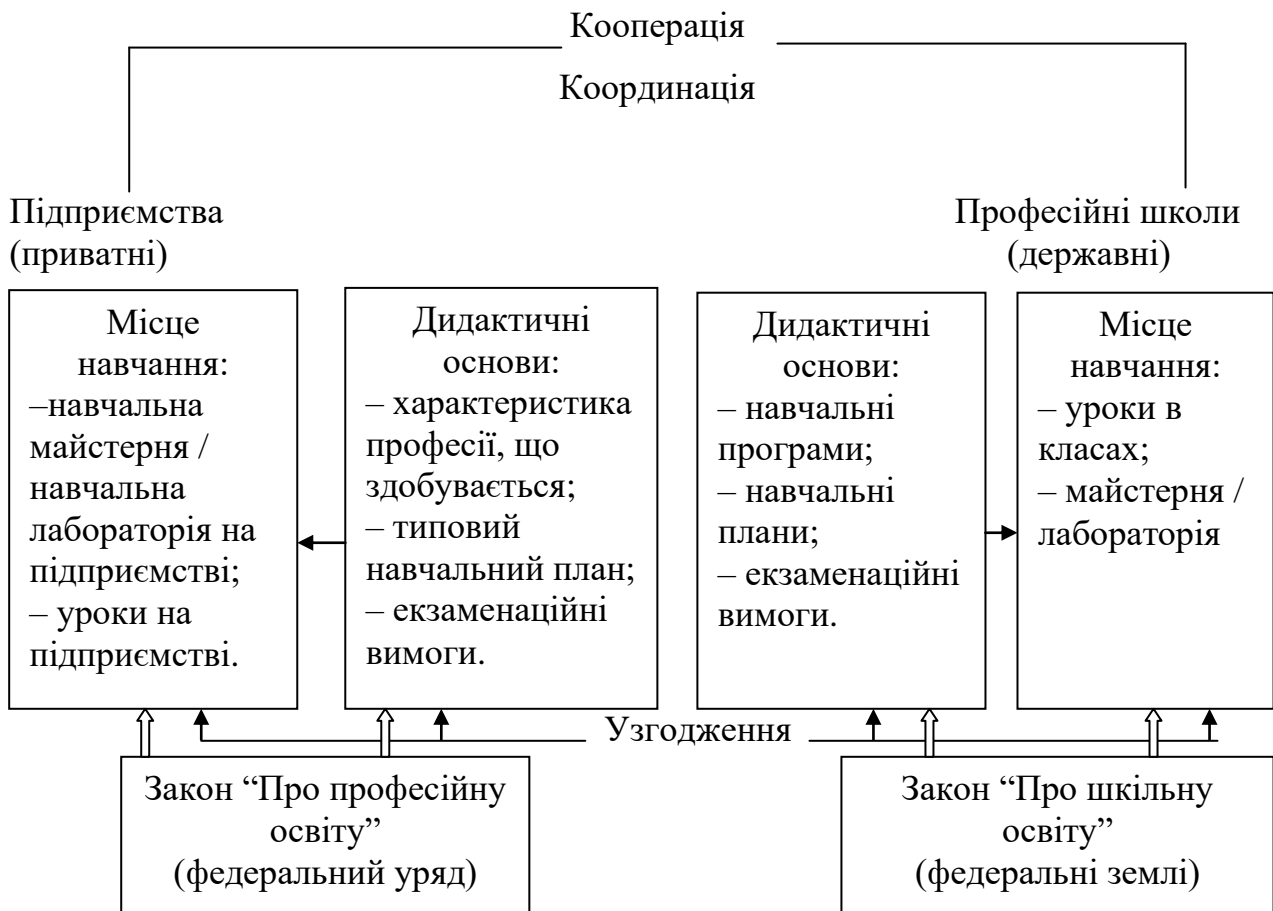 Кооперація
Координація
Підприємства
(приватні)
Професійні школи
(державні)
Місце
навчання:
–навчальна
майстерня /
навчальна
лабораторія на
підприємстві;
– уроки на
підприємстві.
Дидактичні
основи:
– характеристика
професії, що
здобувається;
– типовий
навчальний план;
– екзаменаційні
вимоги.
Дидактичні
основи:
– навчальні
програми;
– навчальні
плани;
– екзаменаційні
вимоги.
Місце
навчання:
– уроки в
класах;
– майстерня /
лабораторія
Узгодження
Закон “Про професійну
освіту”
(федеральний уряд)
Закон “Про шкільну
освіту”
(федеральні землі)